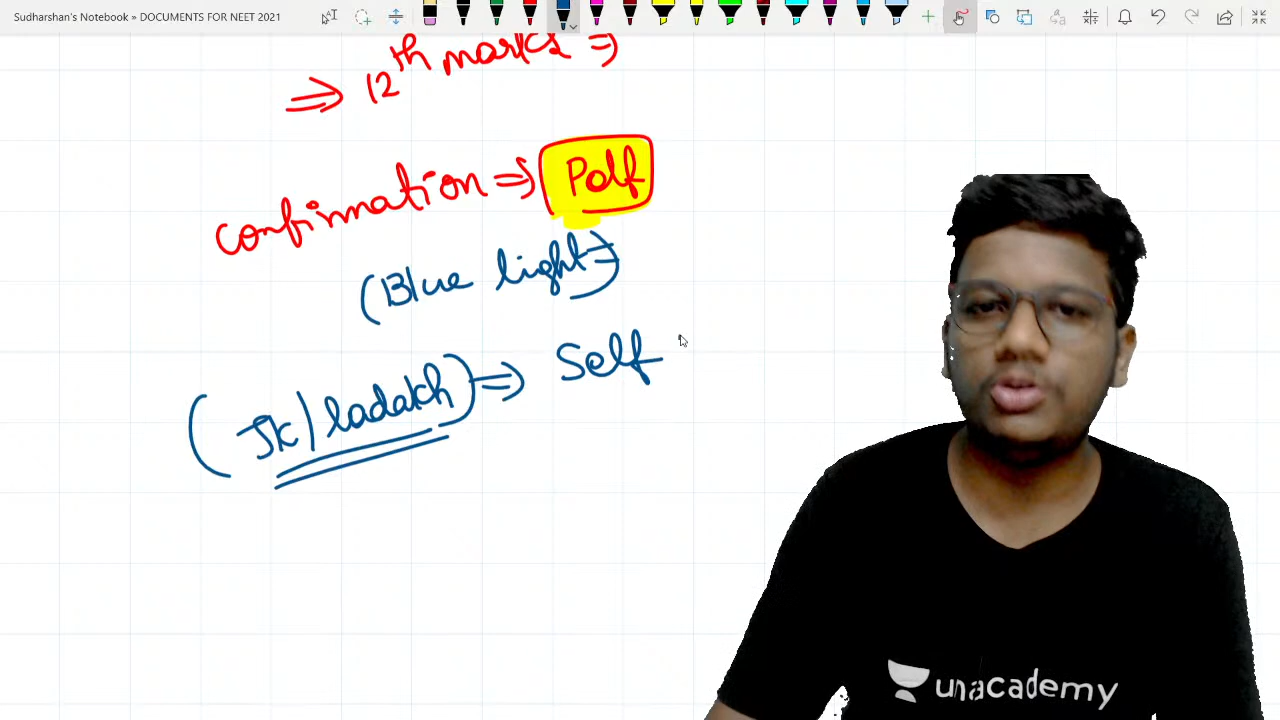 Sudharshan's Notebook » DOCUMENTS FOR NEET 2021
⇒ 12th marks ⇒
confirmation ⇒ Pdf
(Blue light ⇒
(JK/ladakh) ⇒ Self
unacademy